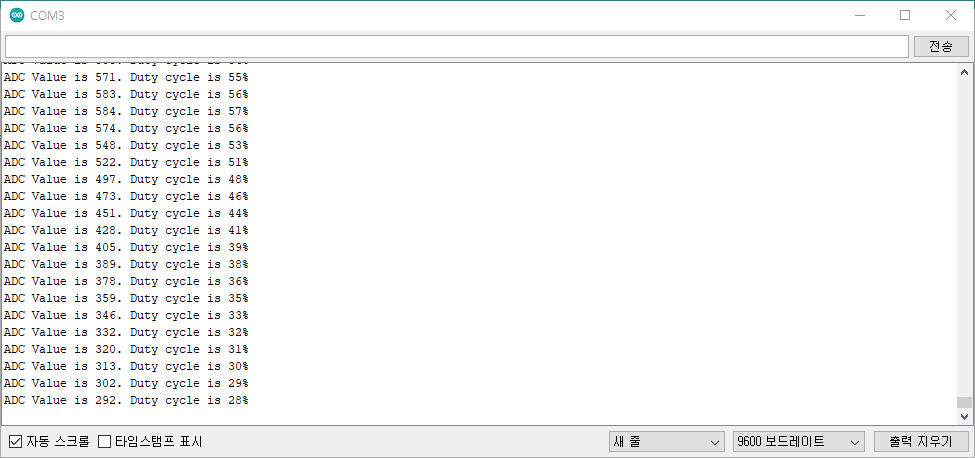 COM3
전송
ADC Value is 571. Duty cycle is 55%
ADC Value is 583. Duty cycle is 56%
ADC Value is 584. Duty cycle is 57%
ADC Value is 574. Duty cycle is 56%
ADC Value is 548. Duty cycle is 53%
ADC Value is 522. Duty cycle is 51%
ADC Value is 497. Duty cycle is 48%
ADC Value is 473. Duty cycle is 46%
ADC Value is 451. Duty cycle is 44%
ADC Value is 428. Duty cycle is 41%
ADC Value is 405. Duty cycle is 39%
ADC Value is 389. Duty cycle is 38%
ADC Value is 378. Duty cycle is 36%
ADC Value is 359. Duty cycle is 35%
ADC Value is 346. Duty cycle is 33%
ADC Value is 332. Duty cycle is 32%
ADC Value is 320. Duty cycle is 31%
ADC Value is 313. Duty cycle is 30%
ADC Value is 302. Duty cycle is 29%
ADC Value is 292. Duty cycle is 28%
자동 스크롤 타임스탬프 표시 새 줄 9600 보드레이트 출력 지우기